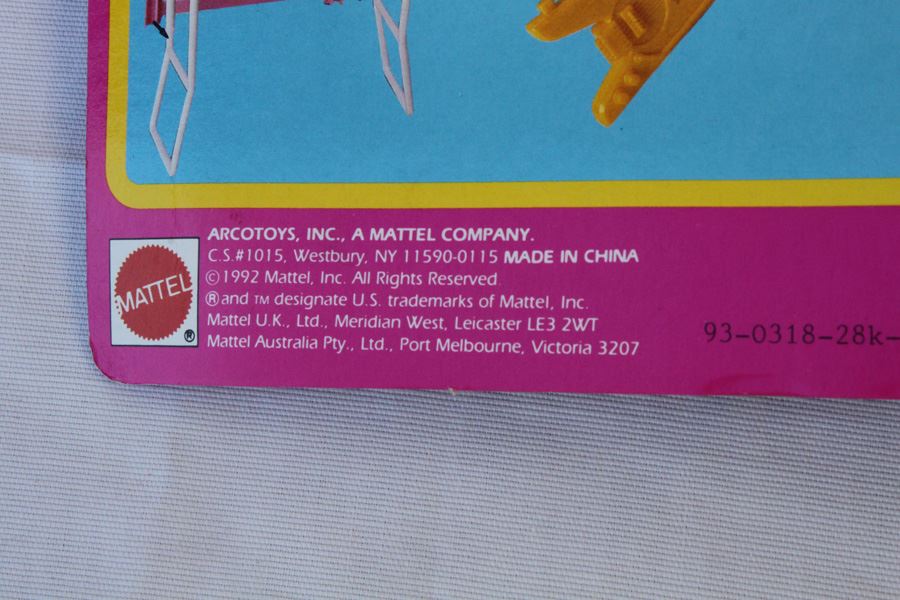 ARCOTOYS, INC., A MATTEL COMPANY.
C.S.#1015, Westbury, NY 11590-0115 MADE IN CHINA
©1992 Mattel, Inc. All Rights Reserved.
®and TM designate U.S. trademarks of Mattel, Inc.
Mattel U.K., Ltd., Meridian West, Leicaster LE3 2WT
Mattel Australia Pty., Ltd., Port Melbourne, Victoria 3207
MATTEL
®
93-0318-28k-